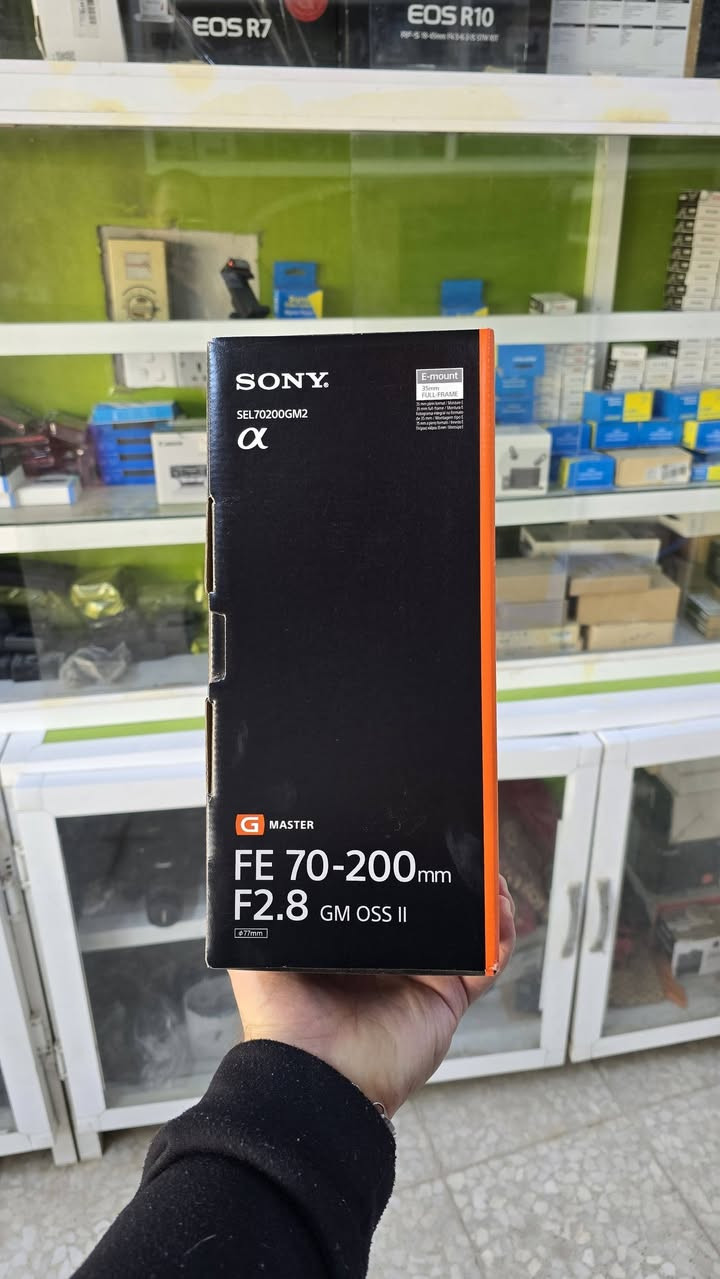 EOS R7
EOS R10
SONY
E-mount
35mm
FULL-FRAME
SEL70200GM2
α
G MASTER
FE 70-200mm
F2.8 GM OSS II
φ77mm